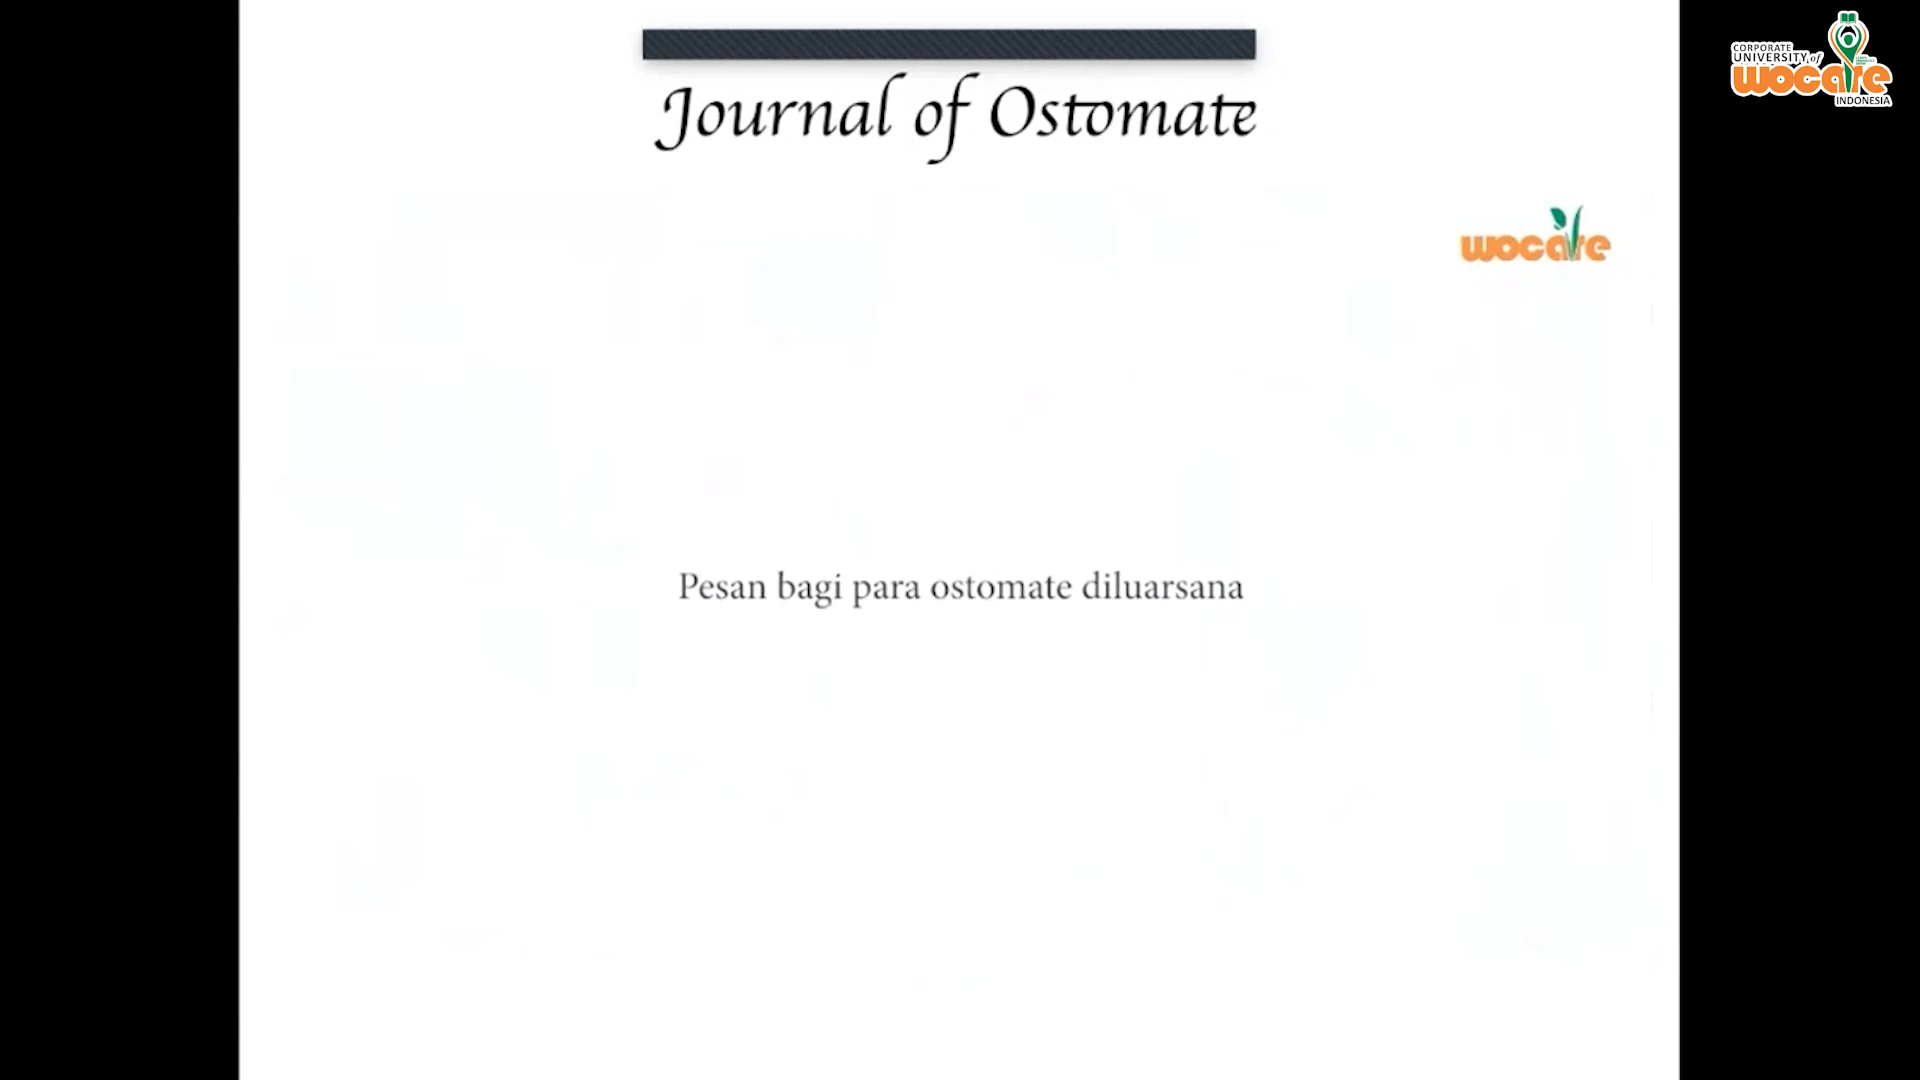 CORPORATE
UNIVERSITY of
wocare
INDONESIA
Journal of Ostomate
wocare
Pesan bagi para ostomate diluarsana